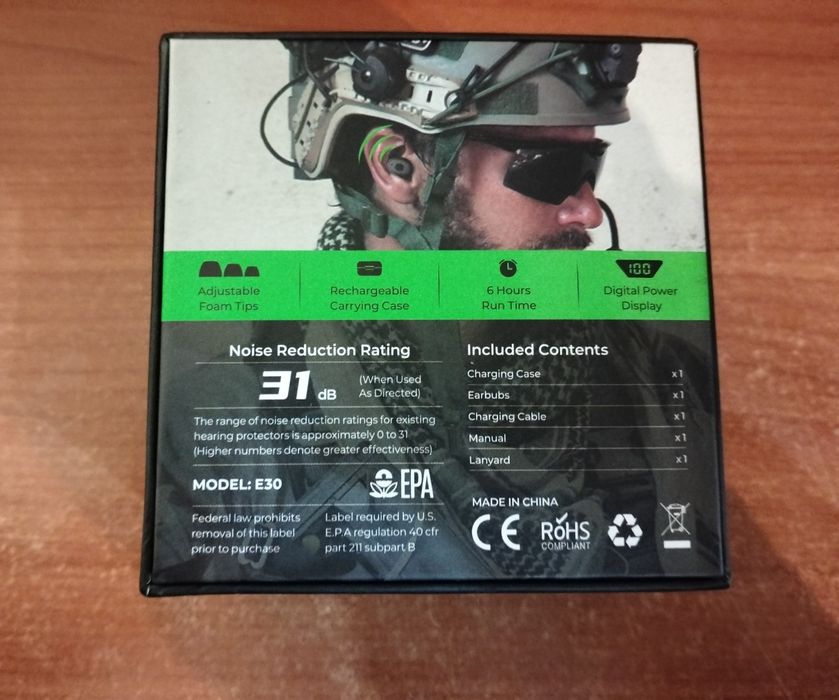 Adjustable
Foam Tips
Rechargeable
Carrying Case
6 Hours
Run Time
100
Digital Power
Display
Noise Reduction Rating
31 dB
(When Used
As Directed)
The range of noise reduction ratings for existing
hearing protectors is approximately 0 to 31
(Higher numbers denote greater effectiveness)
MODEL: E30
EPA
Federal law prohibits
removal of this label
prior to purchase
Label required by U.S.
E.P.A regulation 40 cfr
part 211 subpart B
Included Contents
Charging Case x1
Earbubs x1
Charging Cable x1
Manual x1
Lanyard x1
MADE IN CHINA
CE
RoHS
COMPLIANT